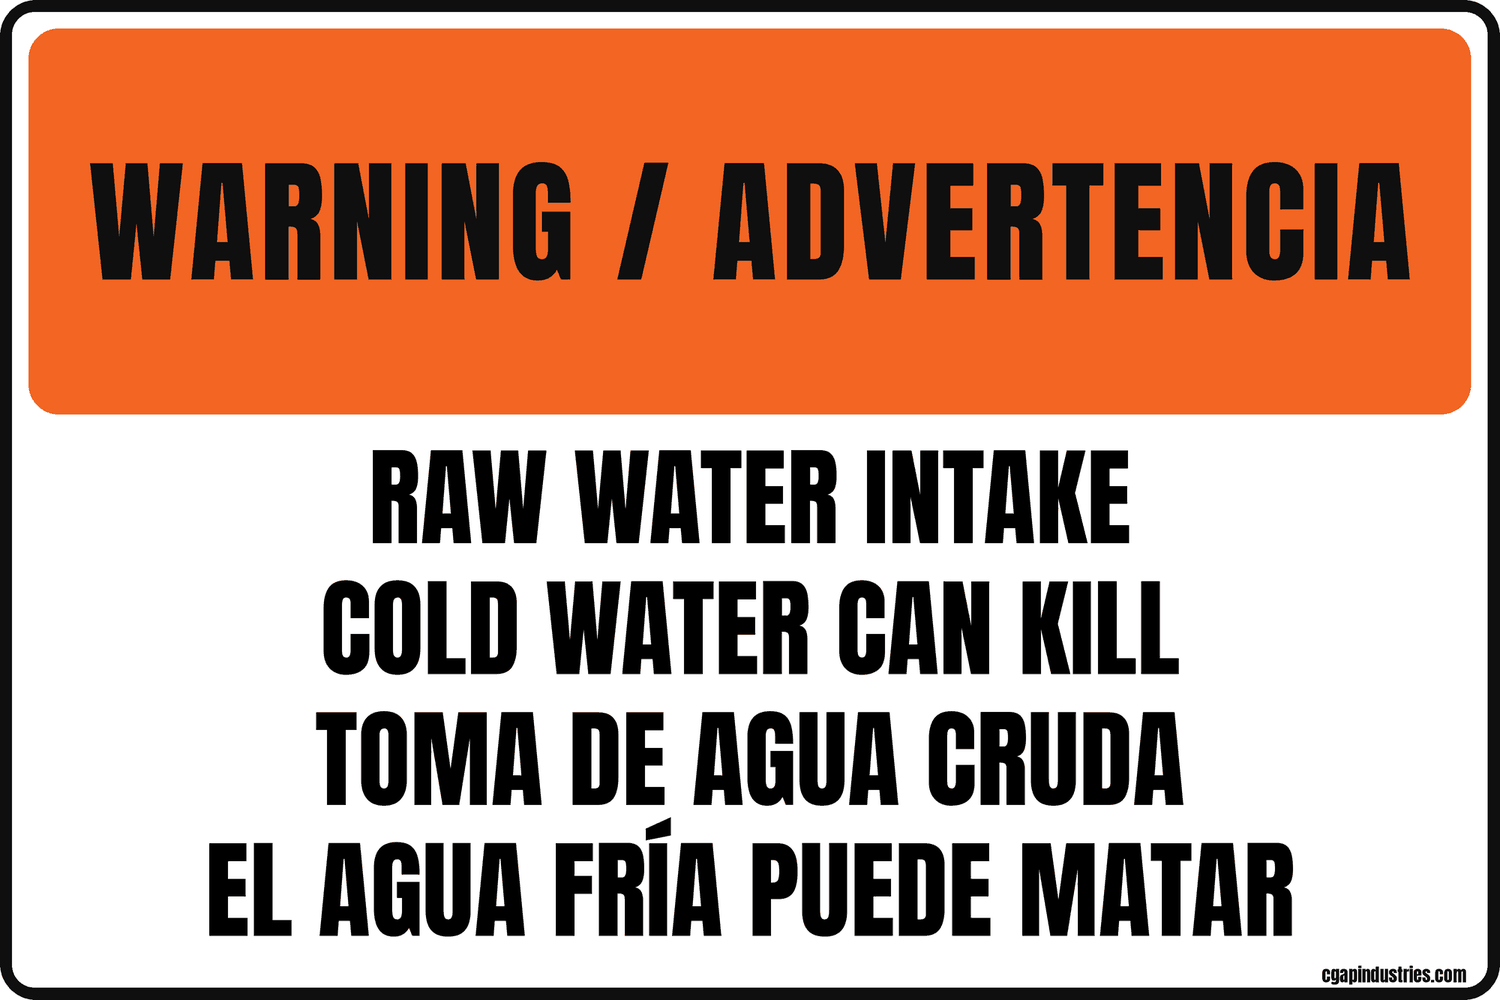 WARNING / ADVERTENCIA
RAW WATER INTAKE
COLD WATER CAN KILL
TOMA DE AGUA CRUDA
EL AGUA FRÍA PUEDE MATAR
cgapindustries.com